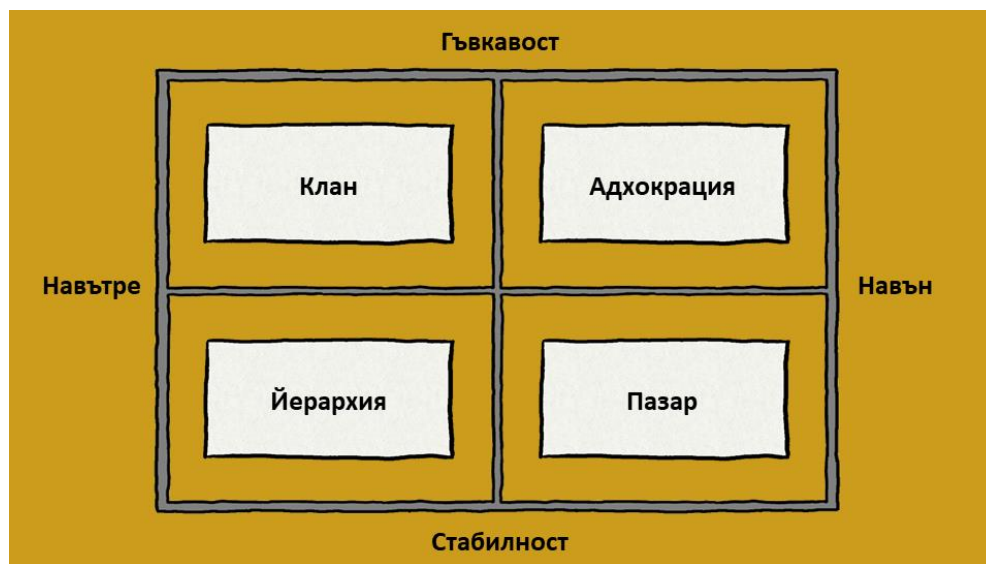 Гъвкавост
Клан
Адхокрация
Навътре
Навън
Йерархия
Пазар
Стабилност